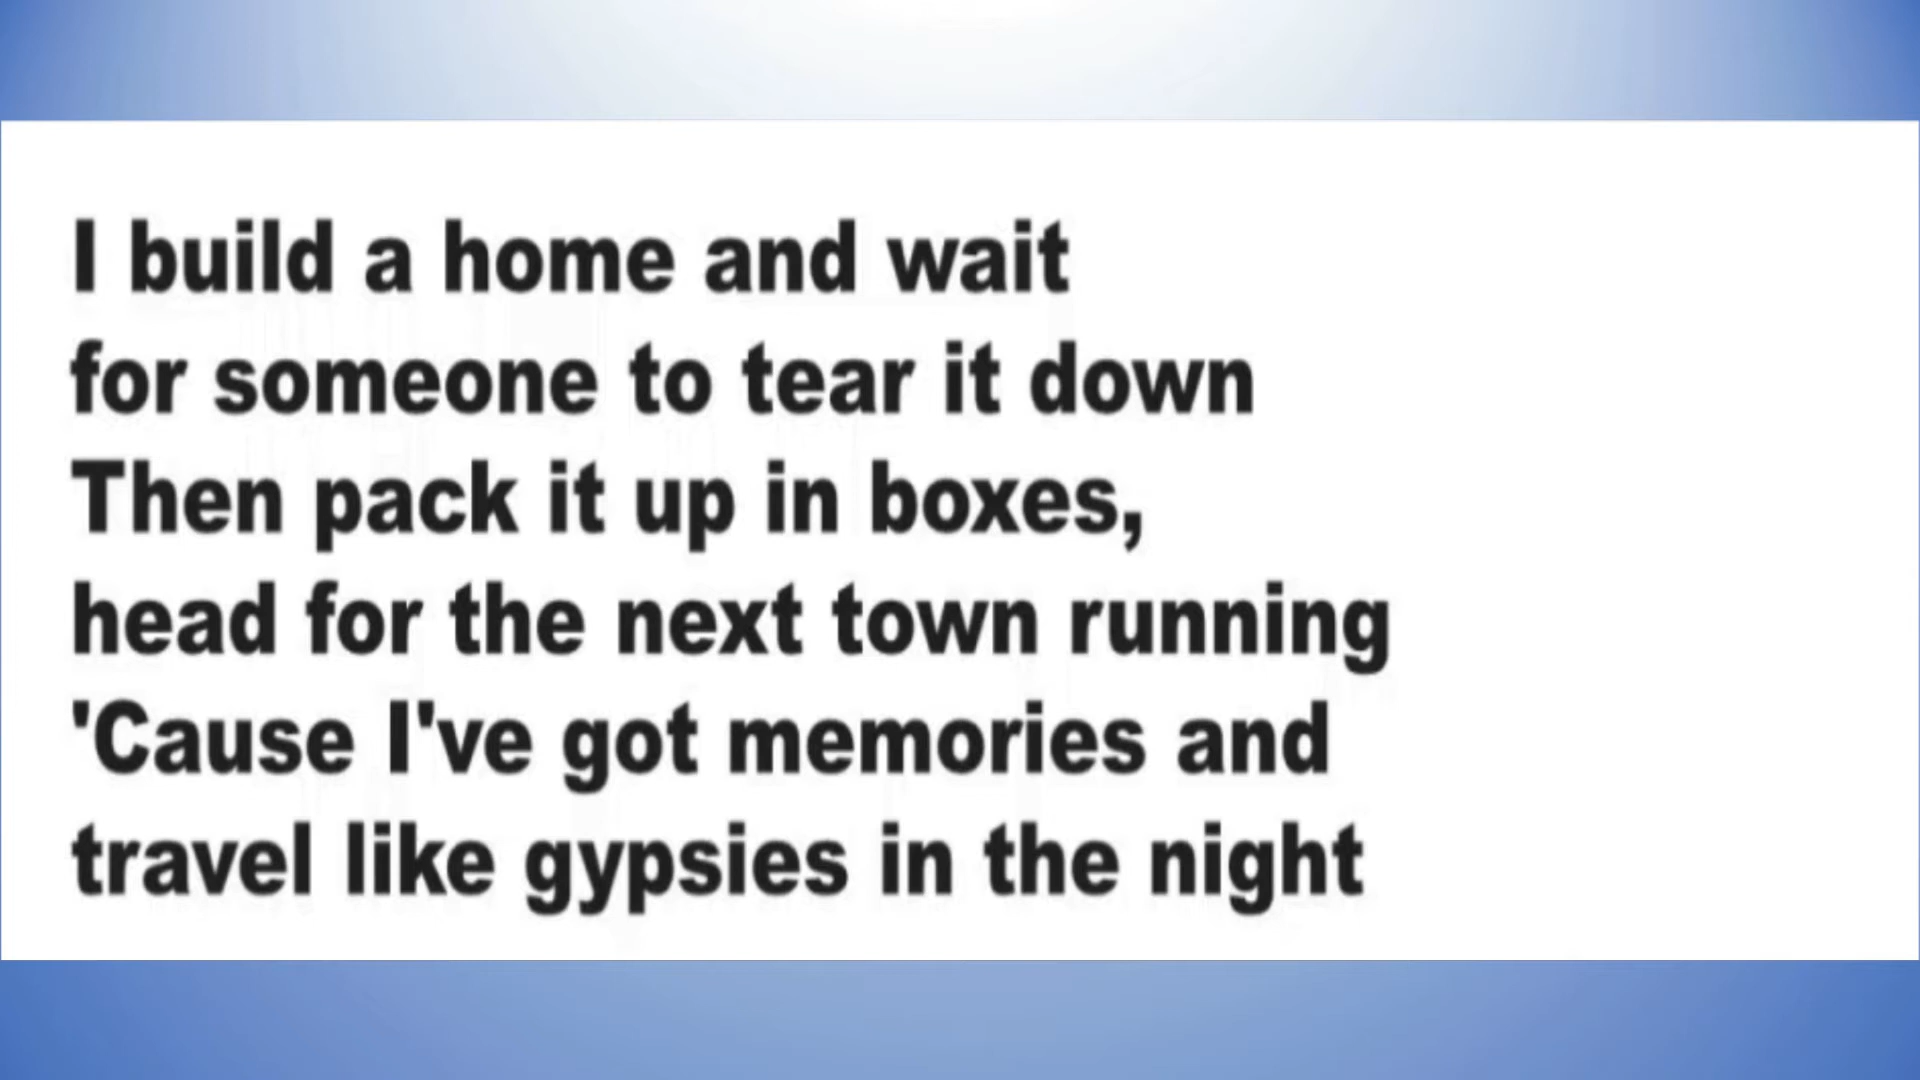 I build a home and wait
for someone to tear it down
Then pack it up in boxes,
head for the next town running
'Cause I've got memories and
travel like gypsies in the night